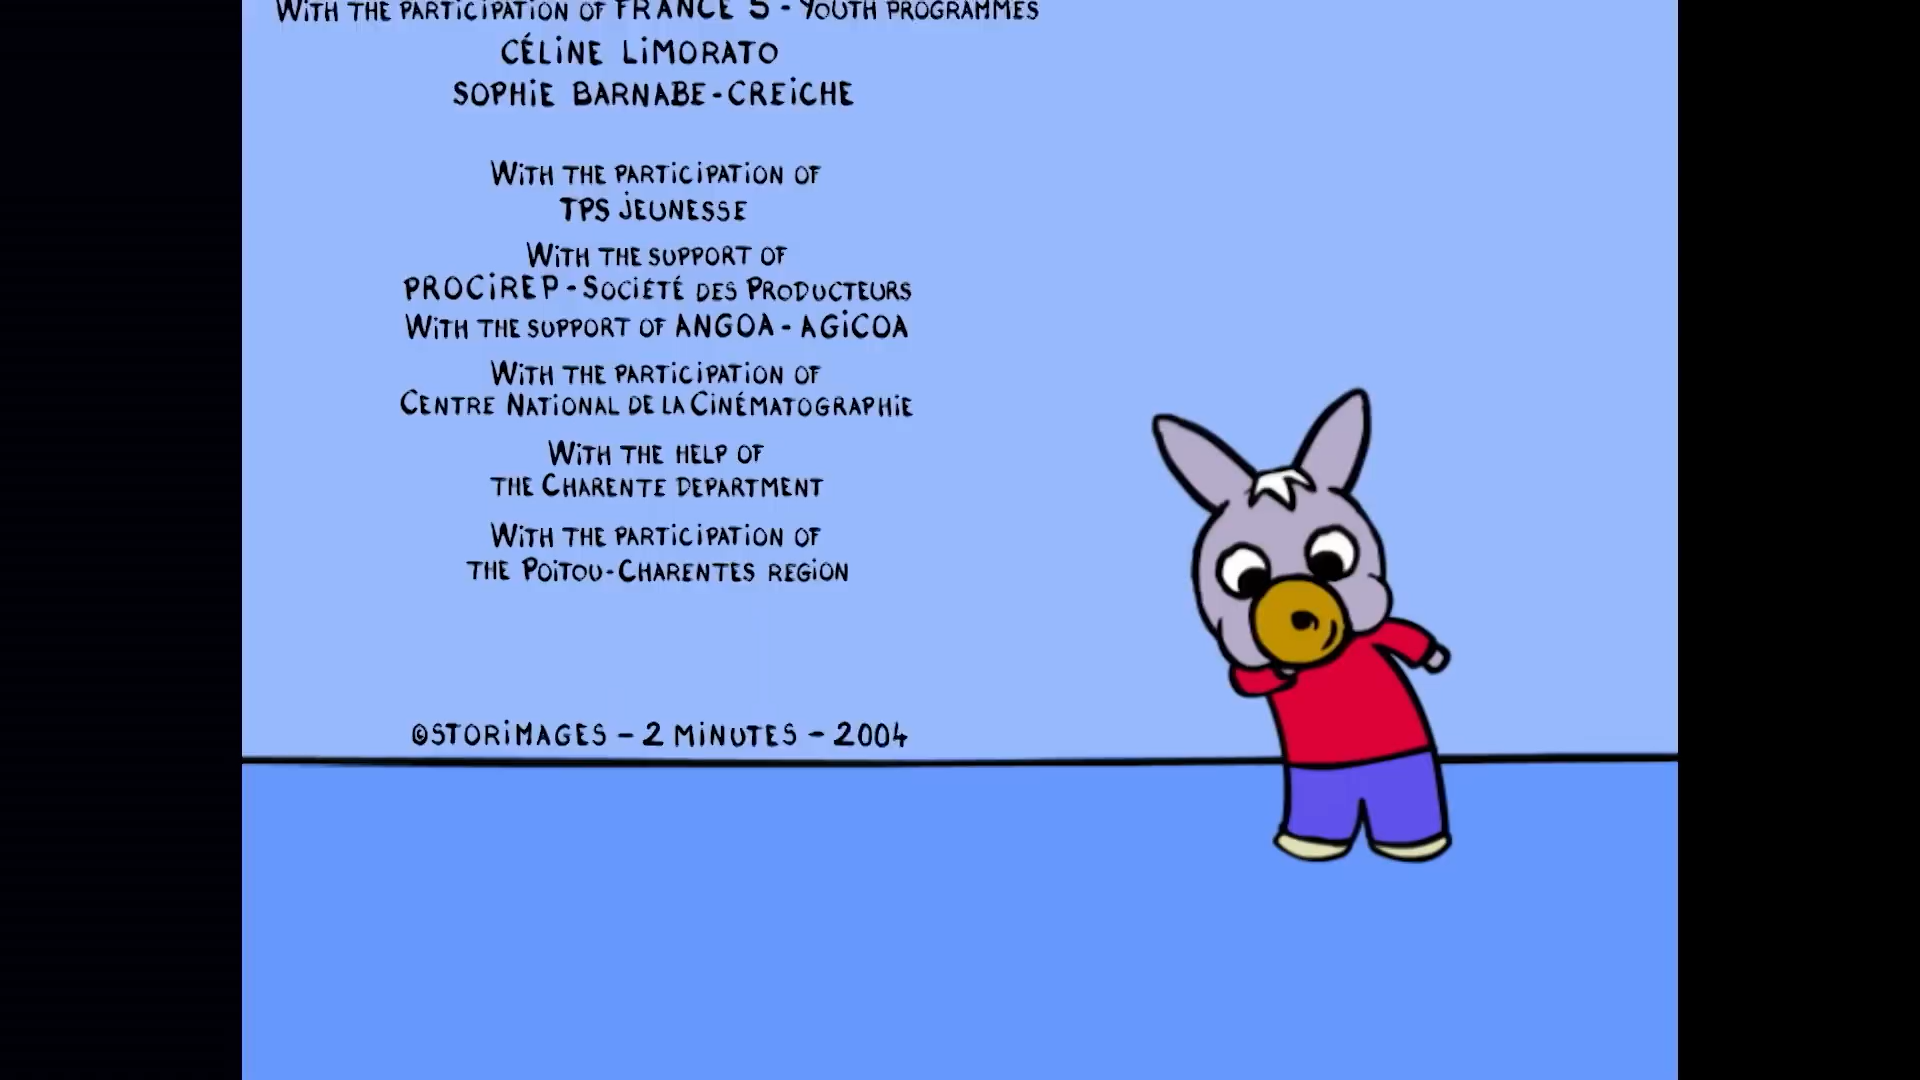 WiTH THE PARTiCiPATiON OF FRANCE 5 - YOUTH PROGRAMMES
CÉLiNE LiMORATO
SOPHiE BARNABE-CREiCHE
WiTH THE PARTiCiPATiON OF
TPS JEUNESSE
WiTH THE SUPPORT OF
PROCiREP - SOCiÉTÉ DES PRODUCTEURS
WiTH THE SUPPORT OF ANGOA - AGiCOA
WiTH THE PARTiCiPATiON OF
CENTRE NATiONAL DE LA CiNÉMATOGRAPHiE
WiTH THE HELP OF
THE CHARENTE DEPARTMENT
WiTH THE PARTiCiPATiON OF
THE POiTOU-CHARENTES REGiON
©STORiMAGES – 2 MiNUTES – 2004